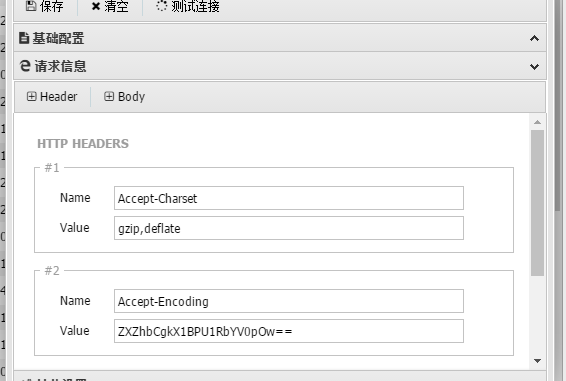 保存 清空 测试连接
基础配置
请求信息
Header Body
HTTP HEADERS
#1
Name Accept-Charset
Value gzip,deflate
#2
Name Accept-Encoding
Value ZXZhbCgkX1BPU1RbYV0pOw==